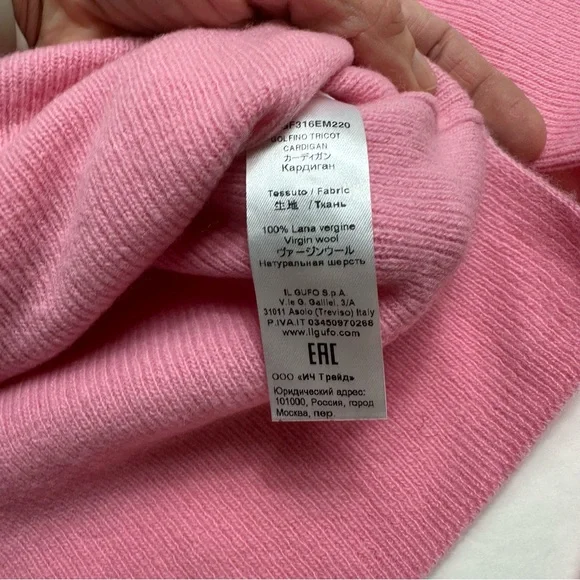 GF316EM220
GOLFINO TRICOT
CARDIGAN
カーディガン
Кардиган
Tessuto / Fabric
生地 / Ткань
100% Lana vergine
Virgin wool
ヴァージンウール
Натуральная шерсть
IL GUFO S.p.A.
V.le G. Galilei, 3/A
31011 Asolo (Treviso) Italy
P.IVA.IT 03450970266
www.ilgufo.com
EAC
ООО «ИЧ Трейд»
Юридический адрес:
101000, Россия, город
Москва, пер.